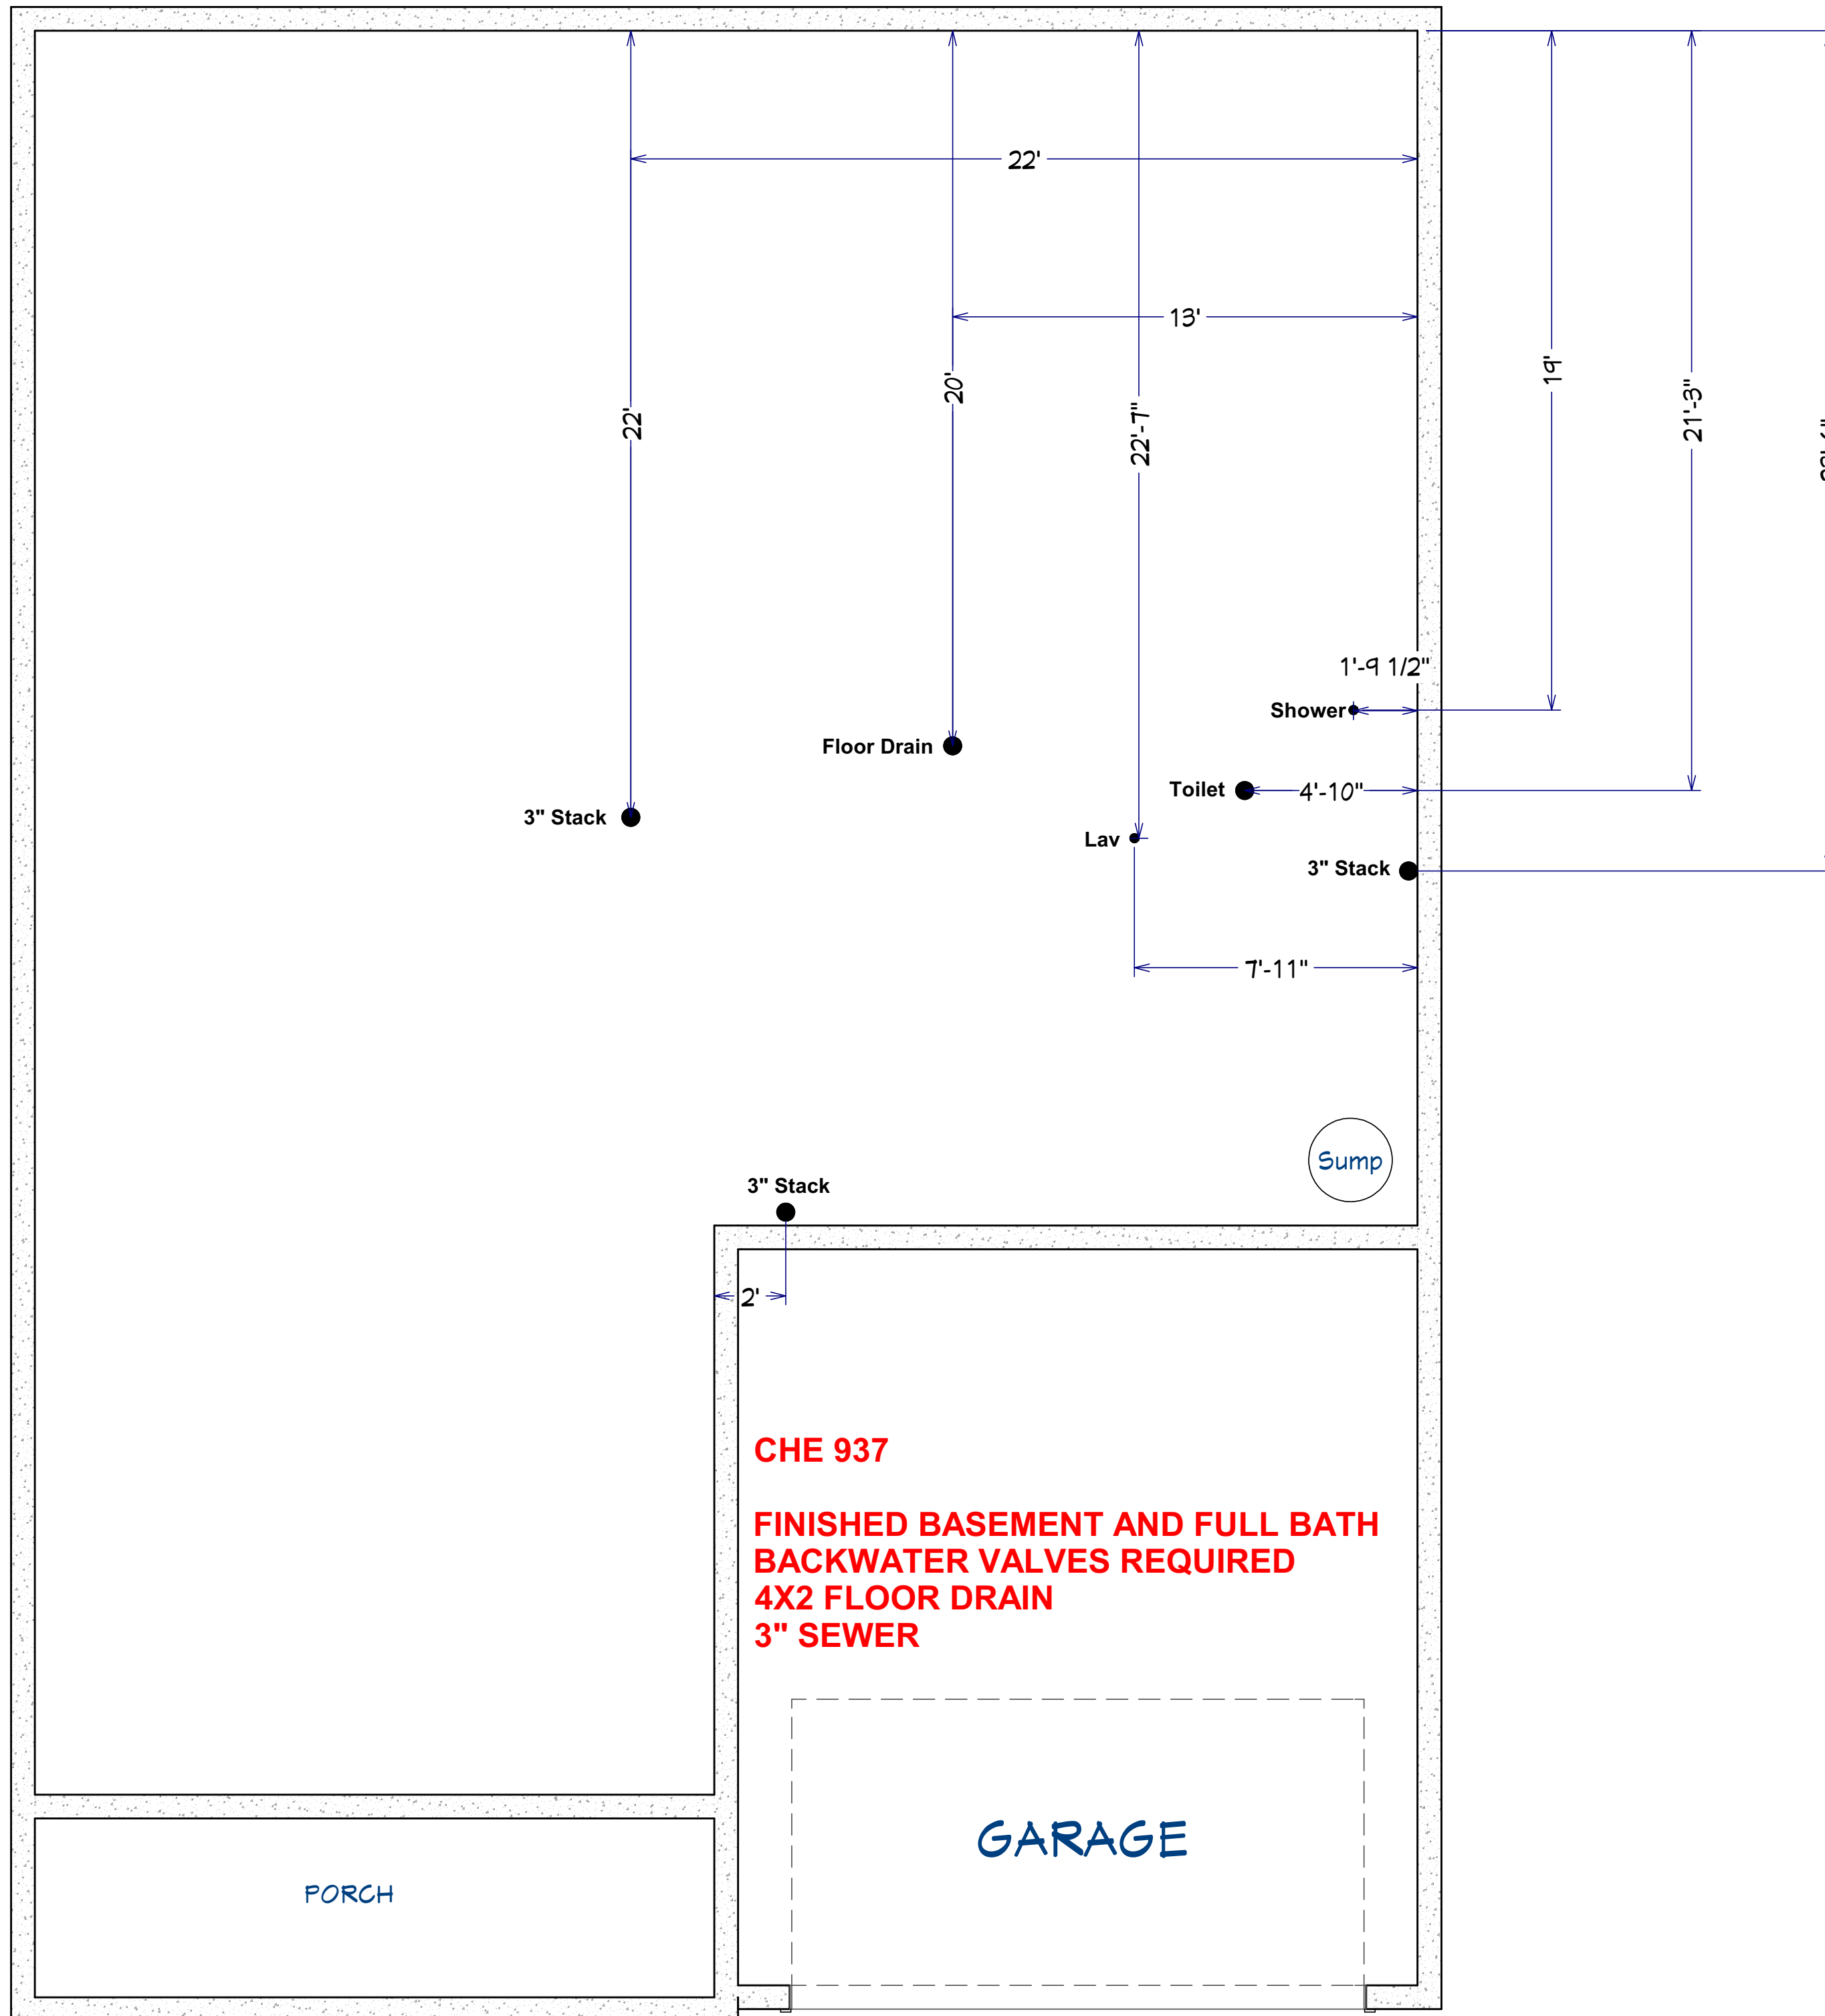 22'
13'
19'
20'
21'-3"
22'
22'-7"
1'-9 1/2"
Shower
Floor Drain
Toilet
4'-10"
3" Stack
Lav
3" Stack
7'-11"
Sump
3" Stack
2'
CHE 937
FINISHED BASEMENT AND FULL BATH
BACKWATER VALVES REQUIRED
4X2 FLOOR DRAIN
3" SEWER
GARAGE
PORCH